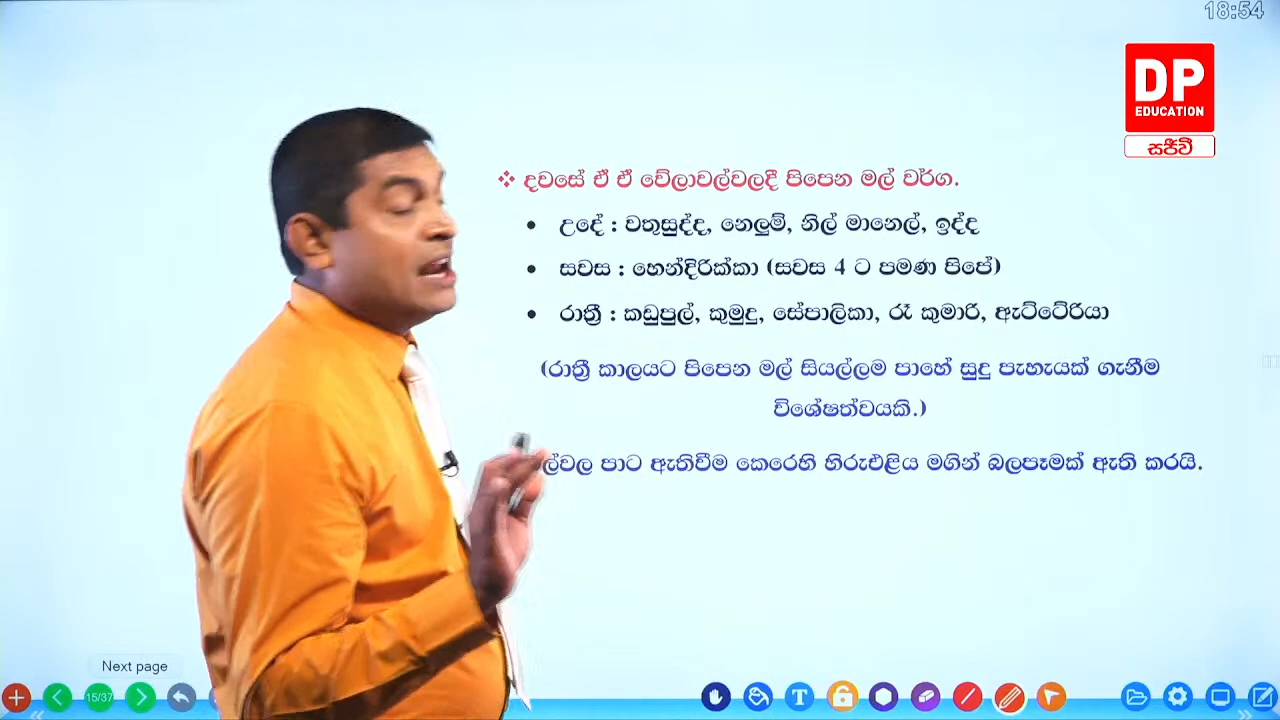 18:54
DP
EDUCATION
සජීවී
❖ දවසේ ඒ ඒ වේලාවල්වලදී පිපෙන මල් වර්ග.
• උදේ : වතුසුද්ද, නෙලුම්, නිල් මානෙල්, ඉද්ද
• සවස : හෙන්දිරික්කා (සවස 4 ට පමණ පිපේ)
• රාත්‍රී : කඩුපුල්, කුමුදු, සේපාලිකා, රෑ කුමාරි, ඇට්ටේරියා
(රාත්‍රී කාලයට පිපෙන මල් සියල්ලම පාහේ සුදු පැහැයක් ගැනීම
විශේෂත්වයකි.)
පාට ඇතිවීම කෙරෙහි හිරුඑළිය මගින් බලපෑමක් ඇති කරයි.
Next page
15/37